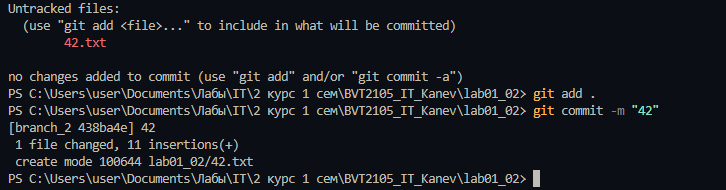 Untracked files:
(use "git add <file>..." to include in what will be committed)
42.txt
no changes added to commit (use "git add" and/or "git commit -a")
PS C:\Users\user\Documents\Лабы\IT\2 курс 1 сем\BVT2105_IT_Kanev\lab01_02> git add .
PS C:\Users\user\Documents\Лабы\IT\2 курс 1 сем\BVT2105_IT_Kanev\lab01_02> git commit -m "42"
[branch_2 438ba4e] 42
1 file changed, 11 insertions(+)
create mode 100644 lab01_02/42.txt
PS C:\Users\user\Documents\Лабы\IT\2 курс 1 сем\BVT2105_IT_Kanev\lab01_02>